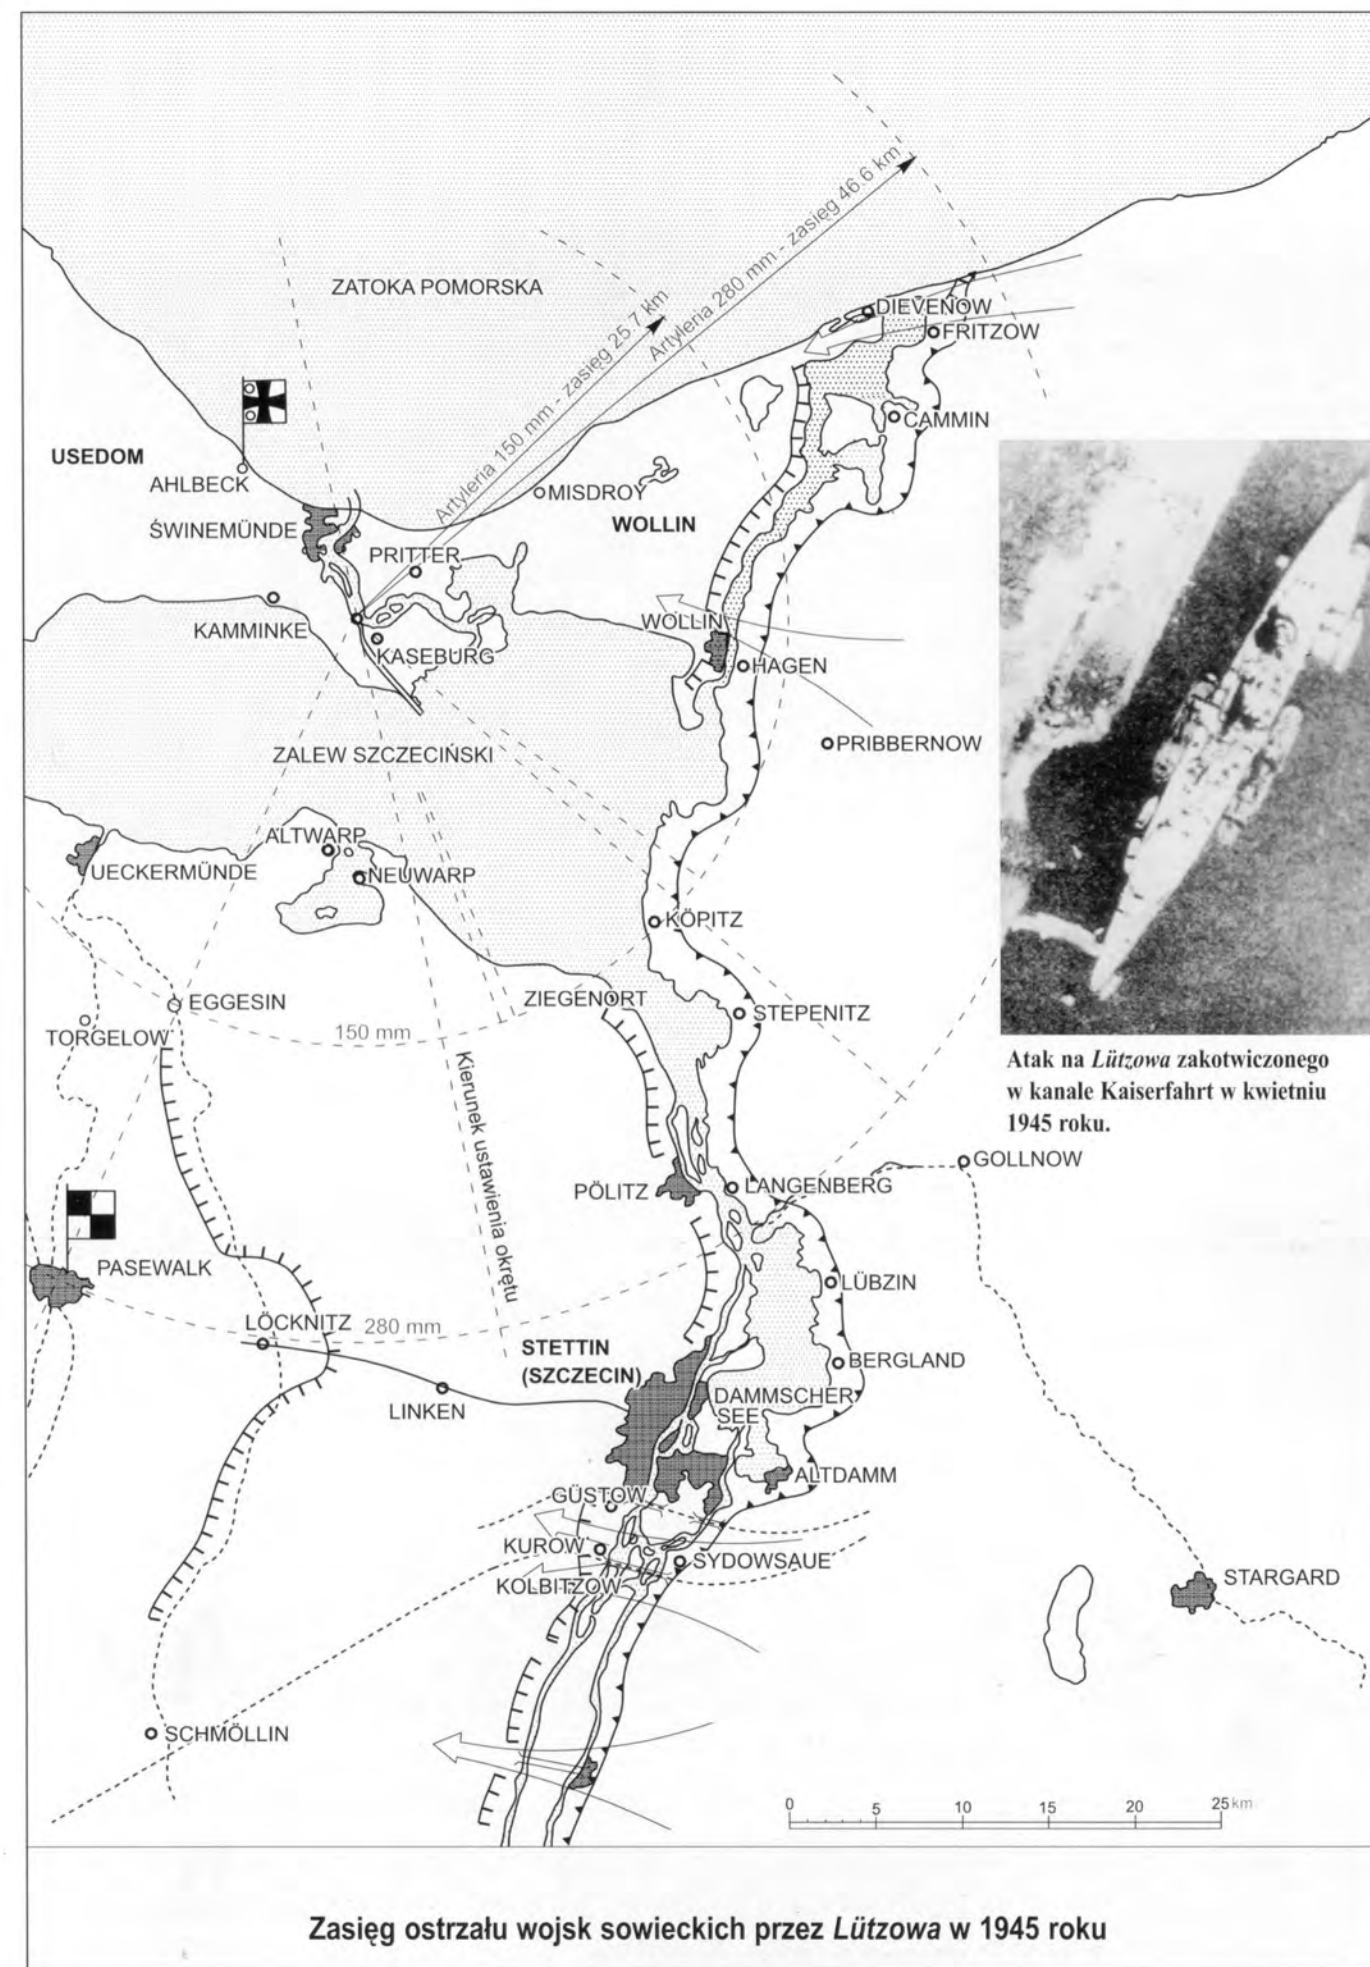 ZATOKA POMORSKA
Artyleria 150 mm - zasięg 25.7 km
Artyleria 280 mm - zasięg 46.6 km
DIEVENOW
FRITZOW
CAMMIN
USEDOM
AHLBECK
MISDROY
WOLLIN
ŚWINEMÜNDE
PRITTER
KAMMINKE
KASEBURG
WOLLIN
HAGEN
PRIBBERNOW
ZALEW SZCZECIŃSKI
ALTWARP
UECKERMÜNDE
NEUWARP
KÖPITZ
EGGESIN
ZIEGENORT
STEPENITZ
TORGELOW
150 mm
Kierunek ustawienia okrętu
Atak na Lützowa zakotwiczonego
w kanale Kaiserfahrt w kwietniu
1945 roku.
GOLLNOW
PÖLITZ
LANGENBERG
PASEWALK
LÜBZIN
LÖCKNITZ
280 mm
STETTIN
(SZCZECIN)
BERGLAND
LINKEN
DAMMSCHER
SEE
ALTDAMM
GÜSTOW
KUROW
SYDOWSAUE
KOLBITZOW
STARGARD
SCHMÖLLIN
0 5 10 15 20 25 km
Zasięg ostrzału wojsk sowieckich przez Lützowa w 1945 roku